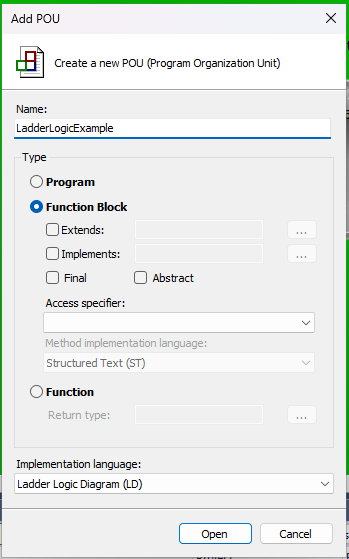 Add POU
Create a new POU (Program Organization Unit)
Name:
LadderLogicExample
Type
Program
Function Block
Extends:
...
Implements:
...
Final Abstract
Access specifier:
Method implementation language:
Structured Text (ST)
Function
Return type:
...
Implementation language:
Ladder Logic Diagram (LD)
Open Cancel